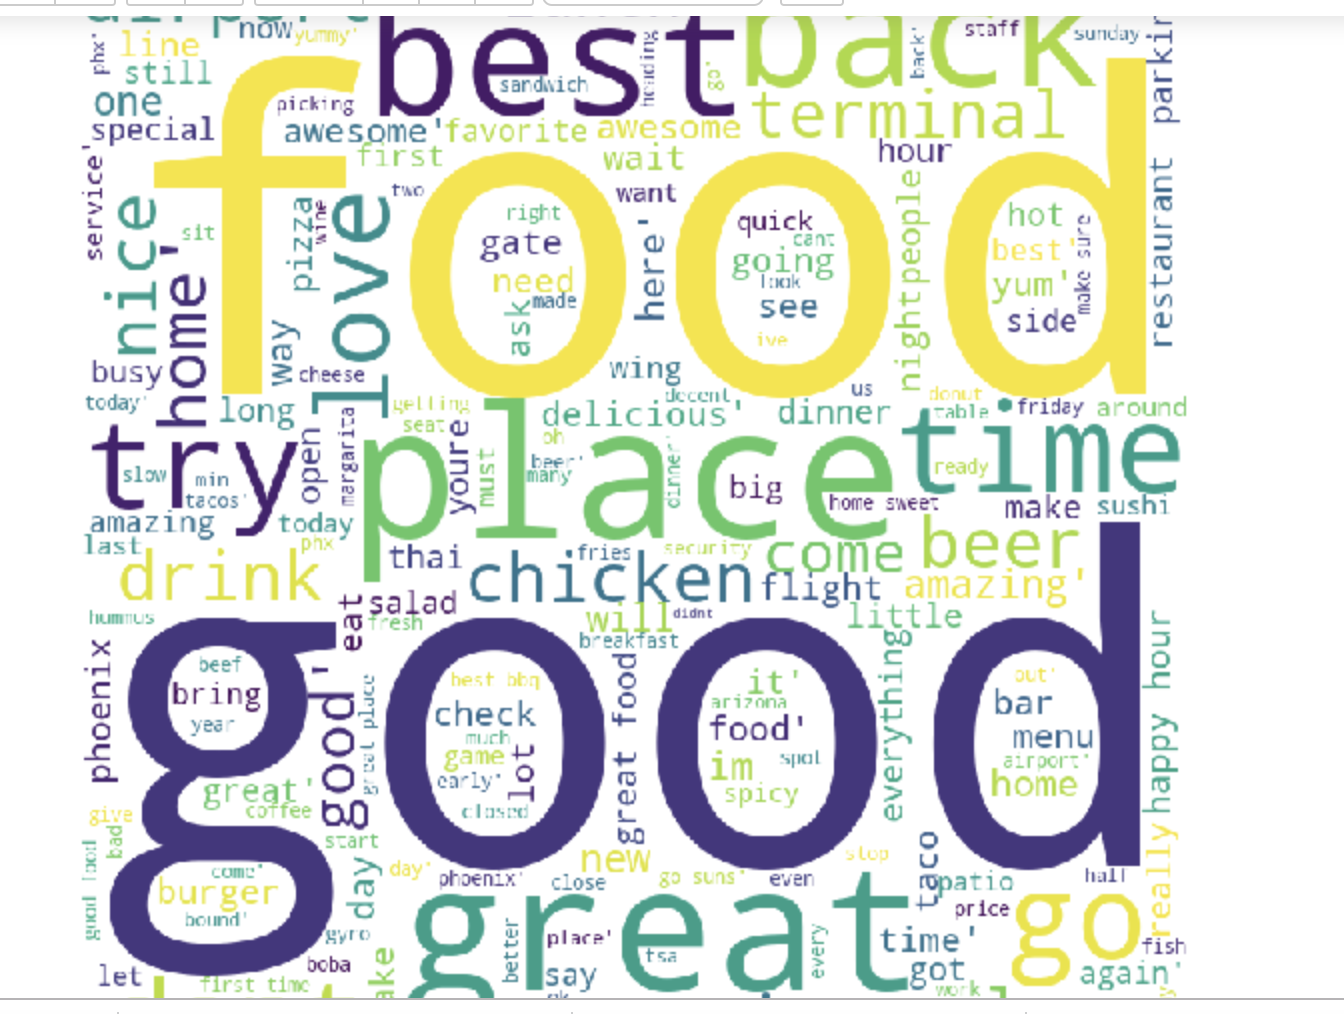 airport
now
yummy'
best
back
staff
sunday
parkin
phx'
line
still
sandwich
heading
go'
back'
one
picking
special
awesome'
favorite
awesome
terminal
first
wait
hour
food
service'
nice
sit
home'
pizza
wine
two
love
right
gate
need
made
ask
want
here'
quick
cant
going
look
see
ive
people
night
hot
best'
yum'
make sure
side
restaurant
way
busy
cheese
wing
decent
us
donut
table
friday
around
today'
long
getting
seat
delicious'
dinner
try
slow
min
tacos'
open
margarita
place
youre
must
oh
beer'
many
dinner'
big
home sweet
time
ready
make
sushi
amazing
today
last
phx
drink
thai
fries
security
chicken
come
beer
flight
amazing'
hummus
eat
salad
fresh
will
didnt
breakfast
little
good
phoenix
beef
bring
year
good'
great place
best bbq
check
much
game
early'
lot
closed
great food
it'
arizona
food'
im
spot
spicy
everything
out'
bar
menu
airport'
home
happy hour
great'
coffee
give
bad
good food
start
day
day'
new
stop
taco
come'
burger
bound'
phoenix'
close
go suns'
even
patio
hall
really
great
price
go
gyro
better
place'
tsa
every
time'
fish
let
boba
first time
say
got
again'
work